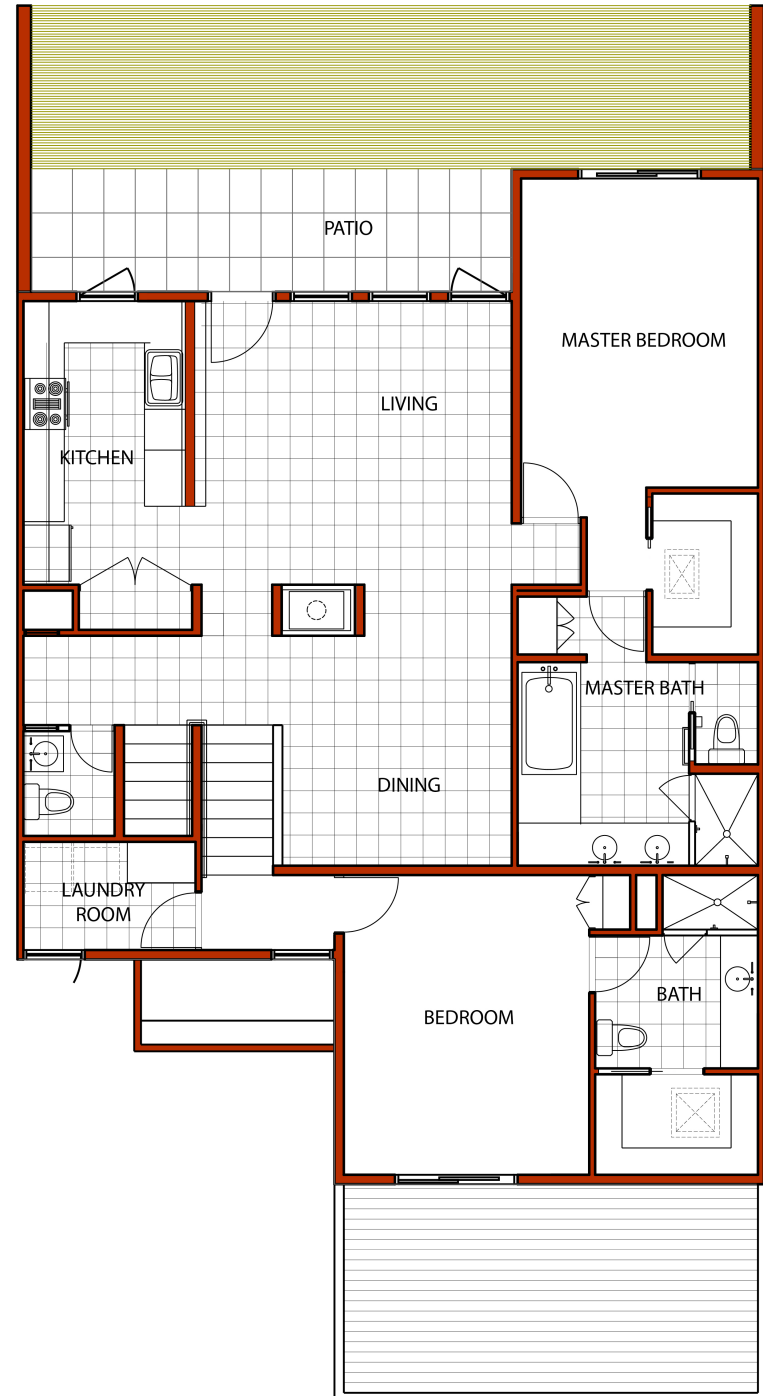 PATIO
MASTER BEDROOM
LIVING
KITCHEN
MASTER BATH
DINING
LAUNDRY
ROOM
BATH
BEDROOM